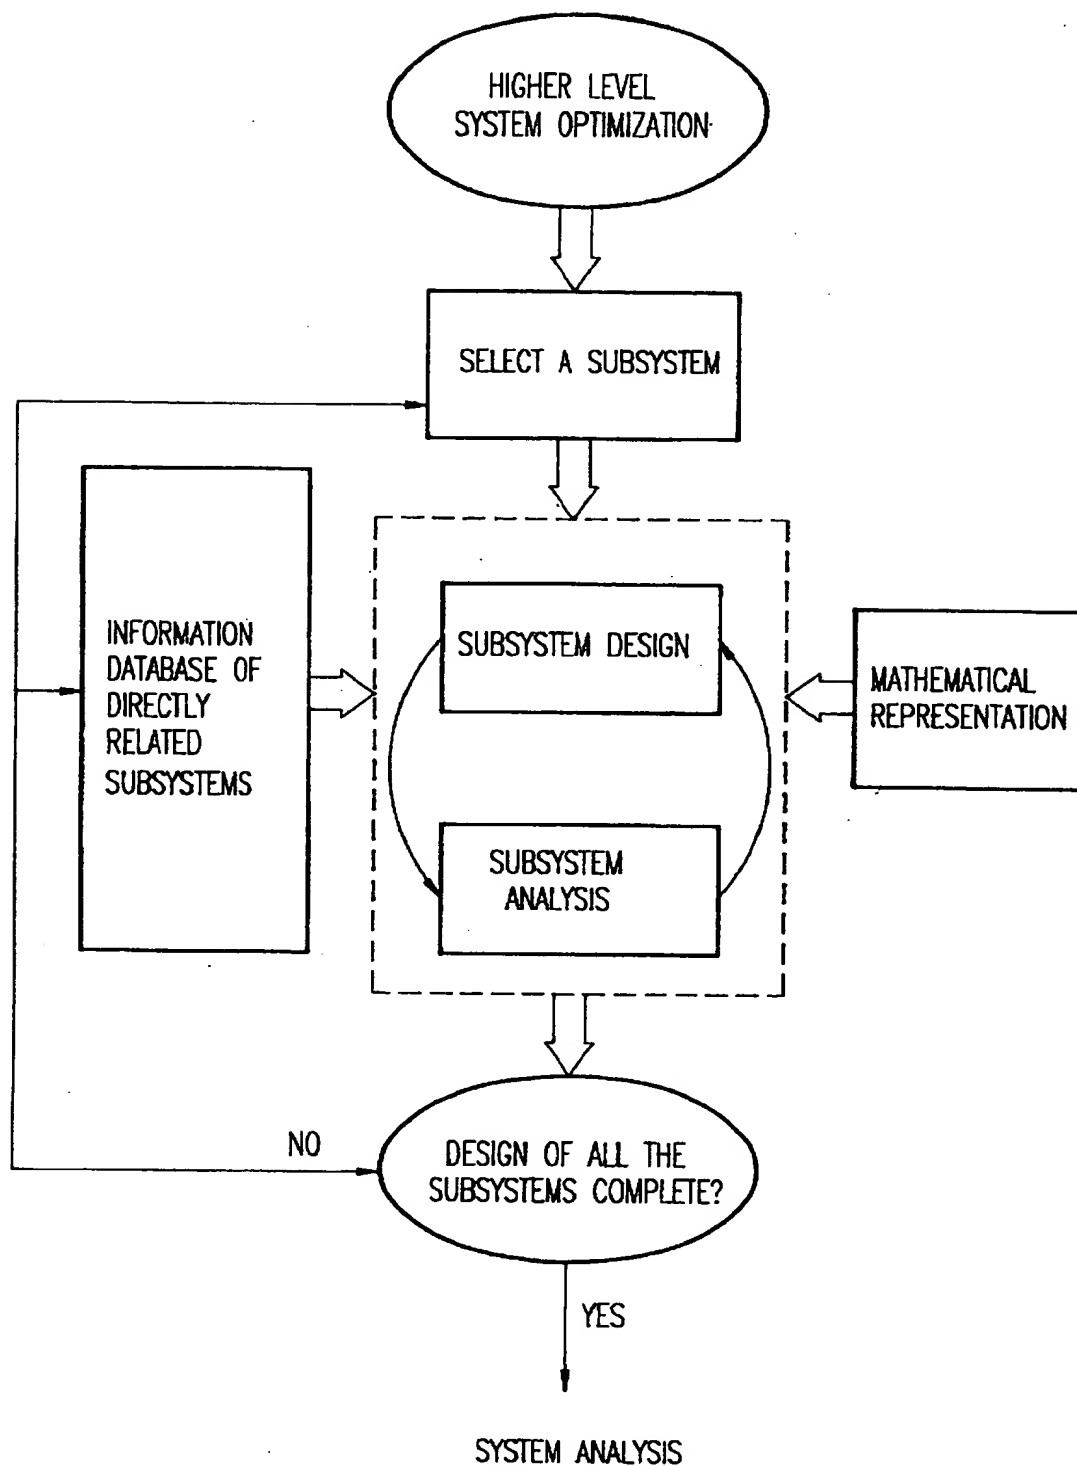 HIGHER LEVEL
SYSTEM OPTIMIZATION
SELECT A SUBSYSTEM
INFORMATION
DATABASE OF
DIRECTLY
RELATED
SUBSYSTEMS
SUBSYSTEM DESIGN
MATHEMATICAL
REPRESENTATION
SUBSYSTEM
ANALYSIS
NO
DESIGN OF ALL THE
SUBSYSTEMS COMPLETE?
YES
SYSTEM ANALYSIS